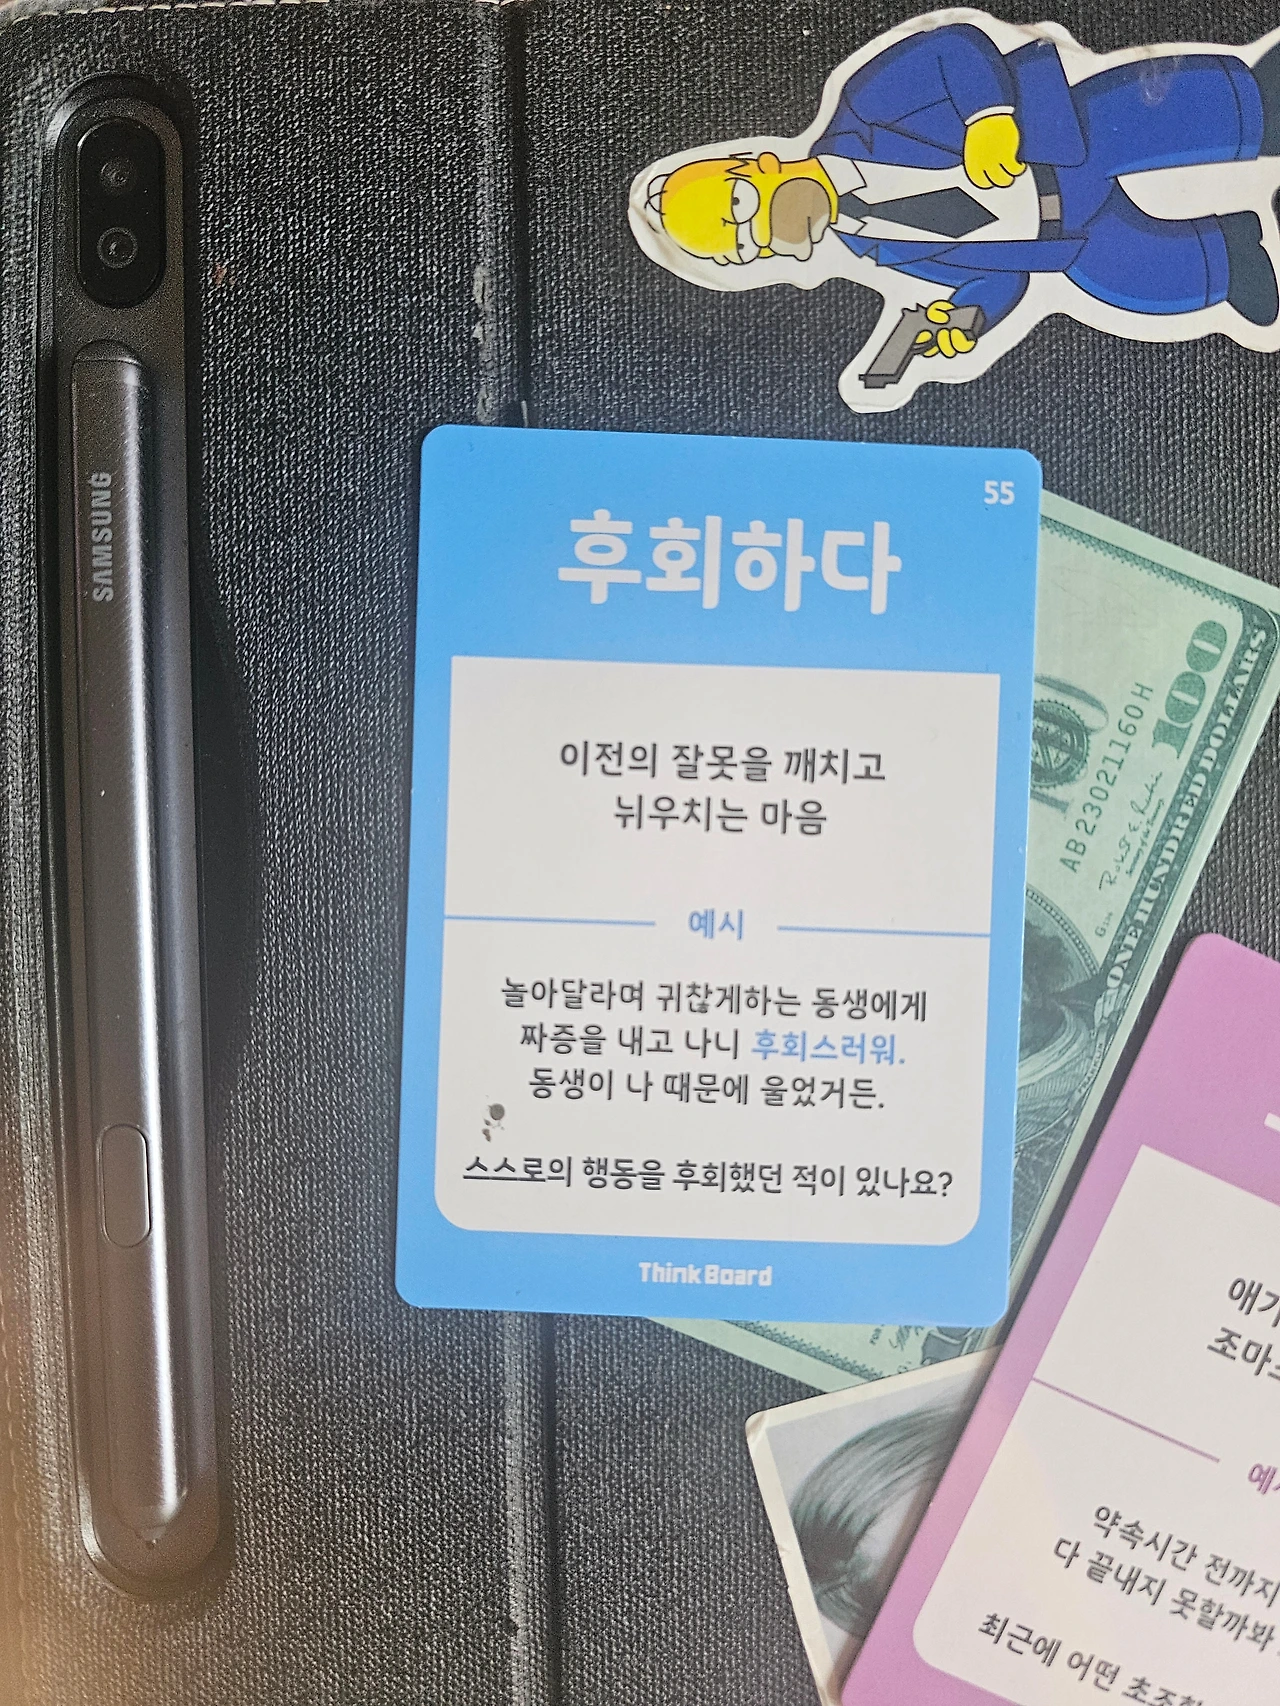 SAMSUNG
55
후회하다
이전의 잘못을 깨치고
뉘우치는 마음
예시
놀아달라며 귀찮게하는 동생에게
짜증을 내고 나니 후회스러워.
동생이 나 때문에 울었거든.
스스로의 행동을 후회했던 적이 있나요?
ThinkBoard
100
AB23021160H
ONE HUNDRED DOLLARS
약속시간 전까지
다 끝내지 못할까봐
최근에 어떤